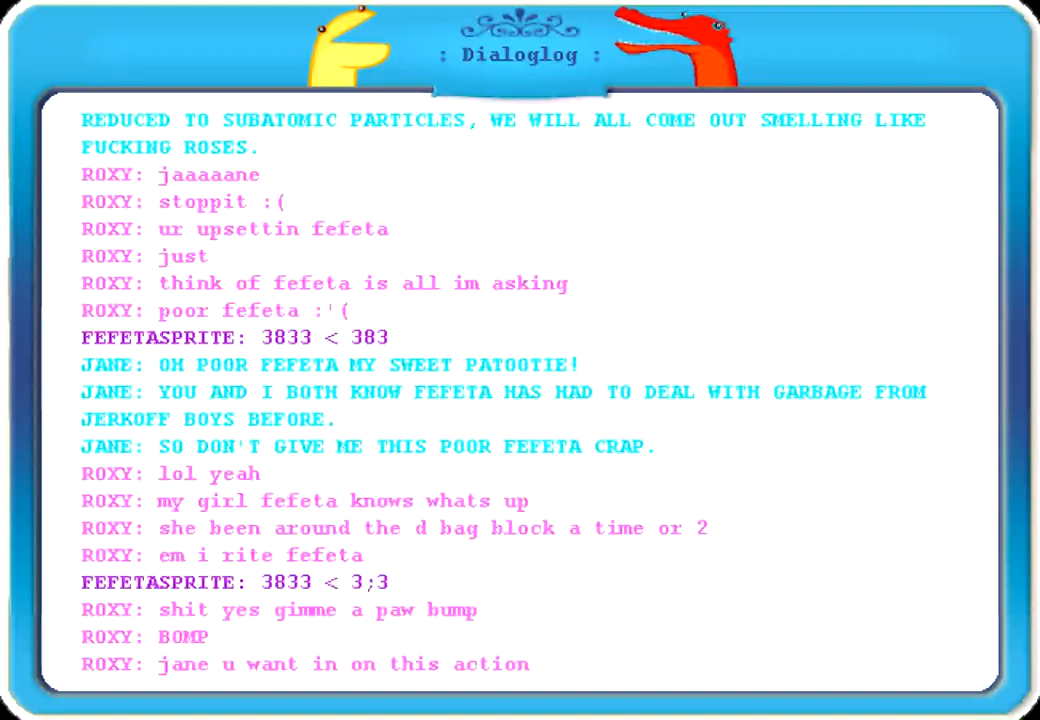 : Dialoglog :
REDUCED TO SUBATOMIC PARTICLES, WE WILL ALL COME OUT SMELLING LIKE
FUCKING ROSES.
ROXY: jaaaaane
ROXY: stoppit :(
ROXY: ur upsettin fefeta
ROXY: just
ROXY: think of fefeta is all im asking
ROXY: poor fefeta :'(
FEFETASPRITE: 3833 < 383
JANE: OH POOR FEFETA MY SWEET PATOOTIE!
JANE: YOU AND I BOTH KNOW FEFETA HAS HAD TO DEAL WITH GARBAGE FROM
JERKOFF BOYS BEFORE.
JANE: SO DON'T GIVE ME THIS POOR FEFETA CRAP.
ROXY: lol yeah
ROXY: my girl fefeta knows whats up
ROXY: she been around the d bag block a time or 2
ROXY: em i rite fefeta
FEFETASPRITE: 3833 < 3;3
ROXY: shit yes gimme a paw bump
ROXY: BOMP
ROXY: jane u want in on this action